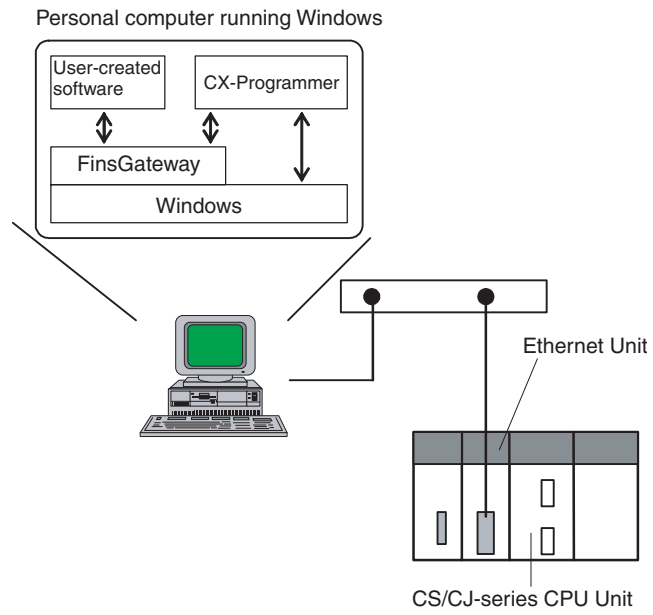 Personal computer running Windows
User-created
software
CX-Programmer
FinsGateway
Windows
Ethernet Unit
CS/CJ-series CPU Unit